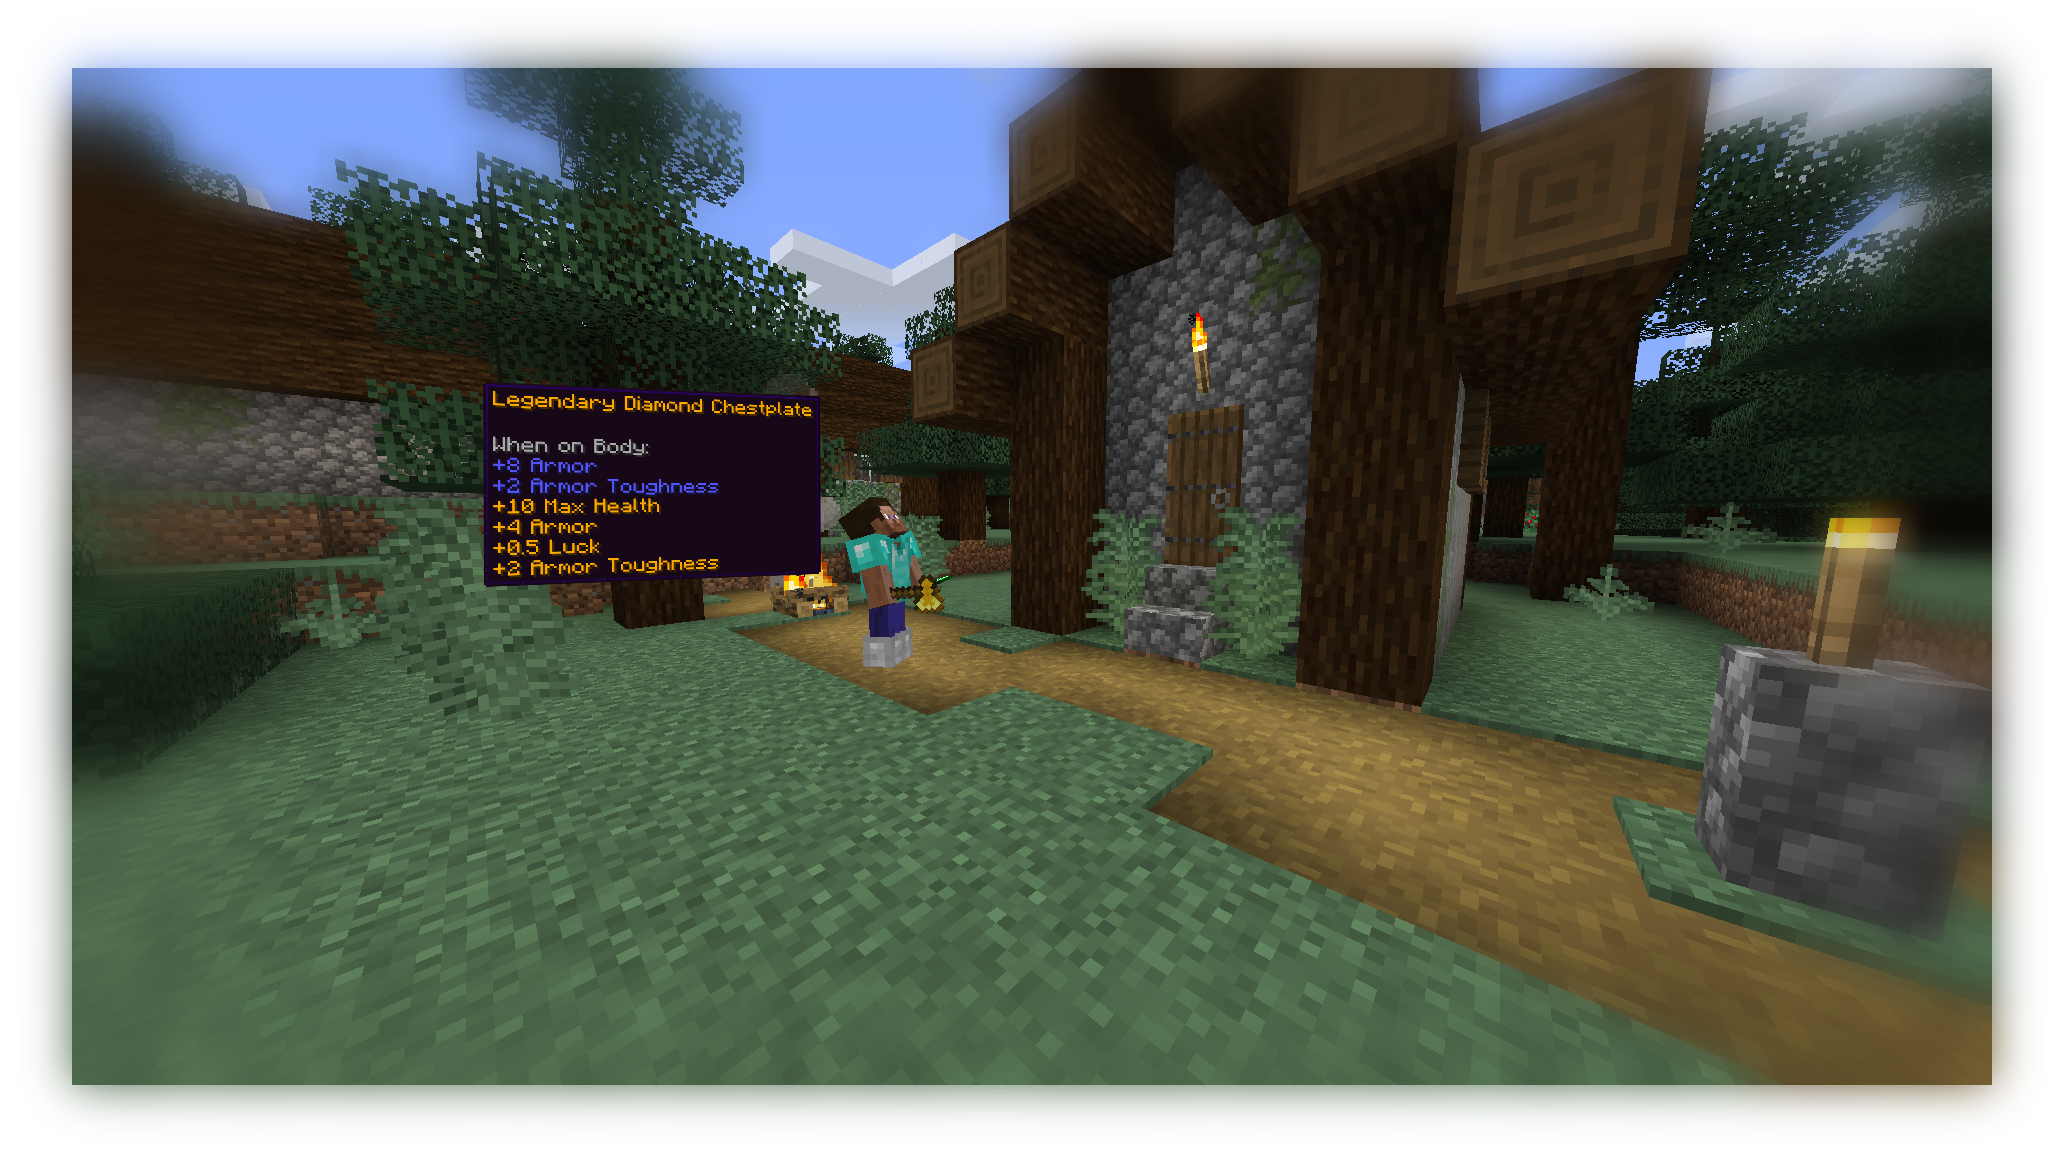 Legendary Diamond Chestplate
When on Body:
+8 Armor
+2 Armor Toughness
+10 Max Health
+4 Armor
+0.5 Luck
+2 Armor Toughness